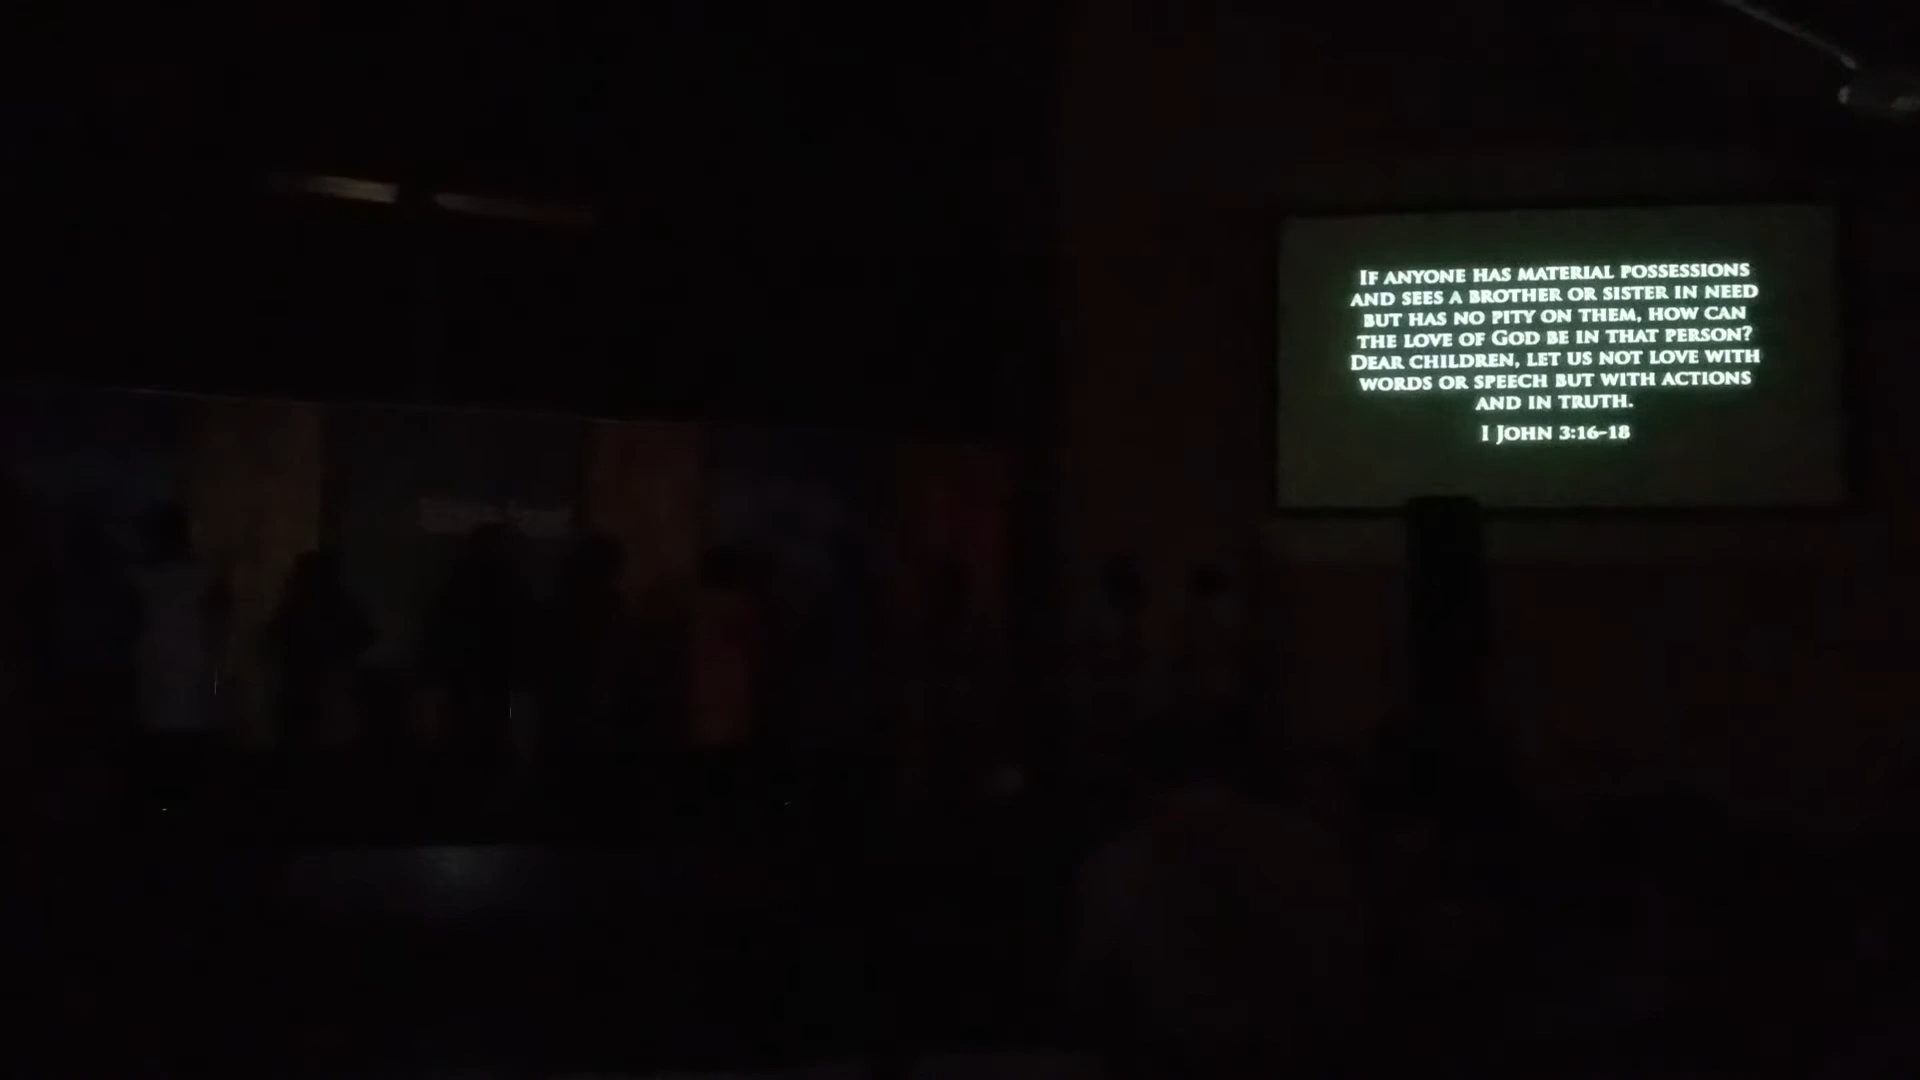 If anyone has material possessions
and sees a brother or sister in need
but has no pity on them, how can
the love of God be in that person?
Dear children, let us not love with
words or speech but with actions
and in truth.
I John 3:16-18